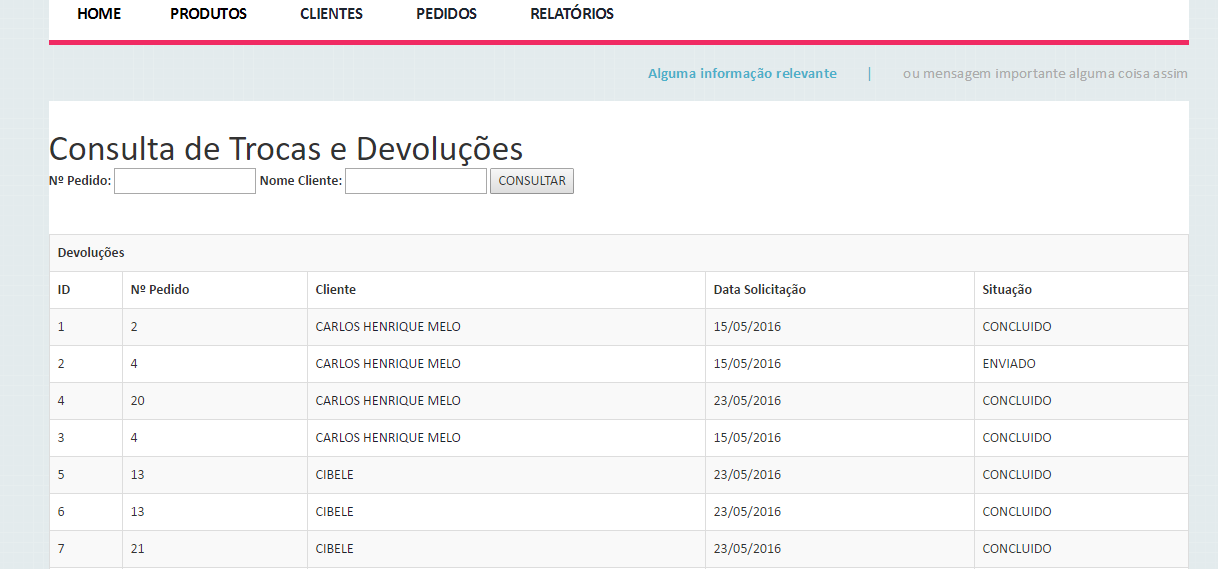 HOME PRODUTOS CLIENTES PEDIDOS RELATÓRIOS
Alguma informação relevante | ou mensagem importante alguma coisa assim
Consulta de Trocas e Devoluções
Nº Pedido: Nome Cliente: CONSULTAR
Devoluções
ID Nº Pedido Cliente Data Solicitação Situação
1 2 CARLOS HENRIQUE MELO 15/05/2016 CONCLUIDO
2 4 CARLOS HENRIQUE MELO 15/05/2016 ENVIADO
4 20 CARLOS HENRIQUE MELO 23/05/2016 CONCLUIDO
3 4 CARLOS HENRIQUE MELO 15/05/2016 CONCLUIDO
5 13 CIBELE 23/05/2016 CONCLUIDO
6 13 CIBELE 23/05/2016 CONCLUIDO
7 21 CIBELE 23/05/2016 CONCLUIDO